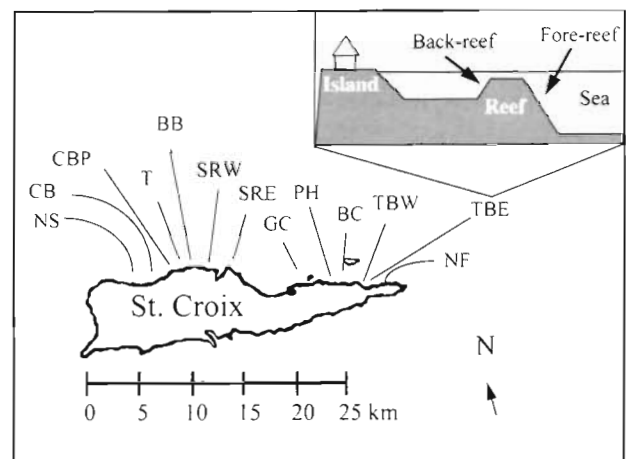 Back-reef
Fore-reef
Island
Reef
Sea
BB
CBP
T
SRW
CB
SRE
PH
TBW
NS
GC
BC
TBE
NF
St. Croix
N
0 5 10 15 20 25 km